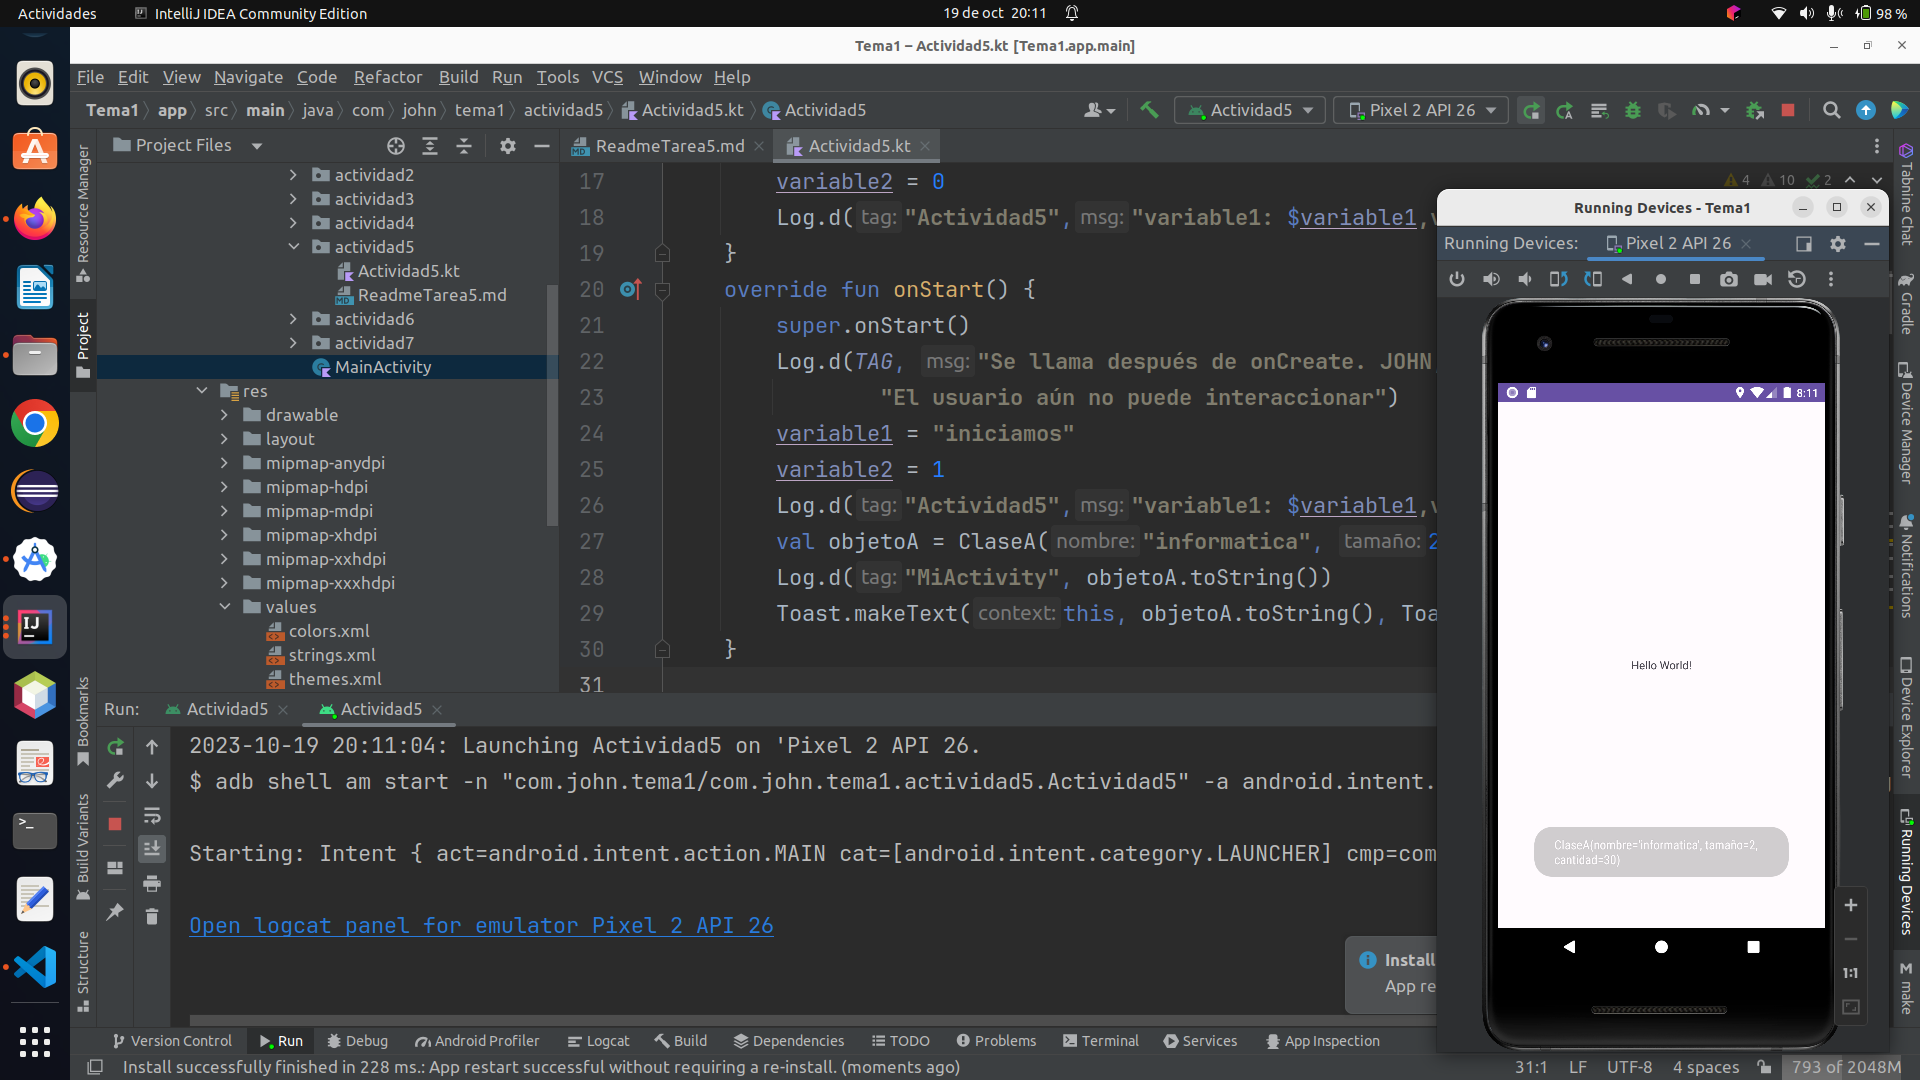 Actividades
IntelliJ IDEA Community Edition
19 de oct 20:11
98 %
Tema1 – Actividad5.kt [Tema1.app.main]
File Edit View Navigate Code Refactor Build Run Tools VCS Window Help
Tema1 app src main java com john tema1 actividad5 Actividad5.kt Actividad5
Actividad5
Pixel 2 API 26
Project Files
ReadmeTarea5.md
Actividad5.kt
Resource Manager
Project
Bookmarks
Build Variants
Structure
actividad2
actividad3
actividad4
actividad5
Actividad5.kt
ReadmeTarea5.md
actividad6
actividad7
MainActivity
res
drawable
layout
mipmap-anydpi
mipmap-hdpi
mipmap-mdpi
mipmap-xhdpi
mipmap-xxhdpi
mipmap-xxxhdpi
values
colors.xml
strings.xml
themes.xml
4 10 2
17 variable2 = 0
18 Log.d( tag: "Actividad5", msg: "variable1: $variable1,
19 }
20 override fun onStart() {
21 super.onStart()
22 Log.d(TAG, msg: "Se llama después de onCreate. JOHN,
23 "El usuario aún no puede interaccionar")
24 variable1 = "iniciamos"
25 variable2 = 1
26 Log.d( tag: "Actividad5", msg: "variable1: $variable1,
27 val objetoA = ClaseA( nombre: "informatica", tamaño: 2
28 Log.d( tag: "MiActivity", objetoA.toString())
29 Toast.makeText( context: this, objetoA.toString(), Toa
30 }
31
Running Devices - Tema1
Running Devices: Pixel 2 API 26
8:11
Hello World!
ClaseA(nombre='informatica', tamaño=2,
cantidad=30)
1:1
Tabnine Chat
Gradle
Device Manager
Notifications
Device Explorer
Running Devices
make
Run: Actividad5 Actividad5
2023-10-19 20:11:04: Launching Actividad5 on 'Pixel 2 API 26.
$ adb shell am start -n "com.john.tema1/com.john.tema1.actividad5.Actividad5" -a android.intent.
Starting: Intent { act=android.intent.action.MAIN cat=[android.intent.category.LAUNCHER] cmp=com
Open logcat panel for emulator Pixel 2 API 26
Install
App re
Version Control Run Debug Android Profiler Logcat Build Dependencies TODO Problems Terminal Services App Inspection
Install successfully finished in 228 ms.: App restart successful without requiring a re-install. (moments ago)
31:1 LF UTF-8 4 spaces 793 of 2048M